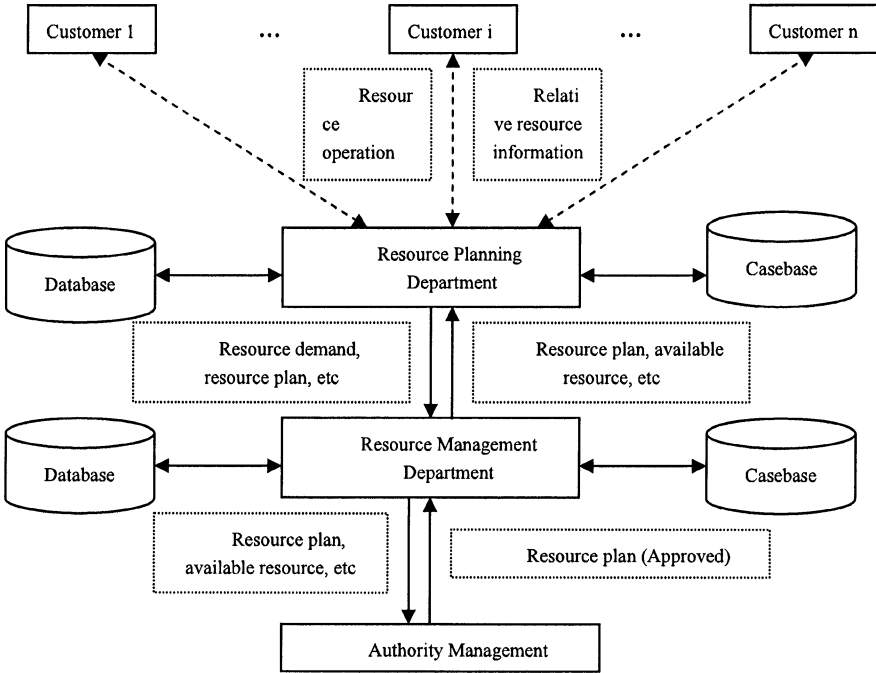 Customer 1
...
Customer i
...
Customer n
Resour
ce
operation
Relati
ve resource
information
Database
Resource Planning
Department
Casebase
Resource demand,
resource plan, etc
Resource plan, available
resource, etc
Database
Resource Management
Department
Casebase
Resource plan,
available resource, etc
Resource plan (Approved)
Authority Management